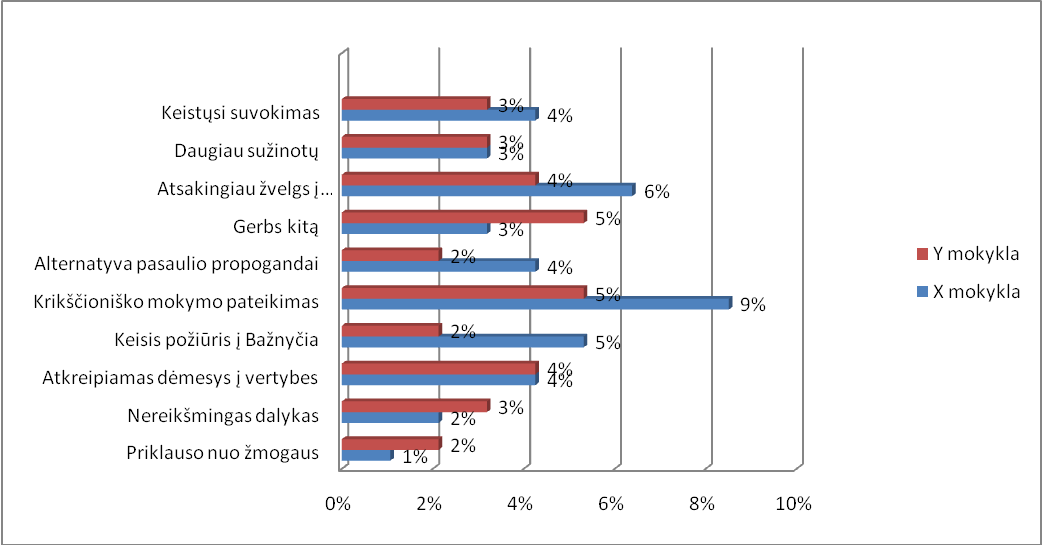 Keistųsi suvokimas
3%
4%
Daugiau sužinotų
3%
3%
Atsakingiau žvelgs į...
4%
6%
Gerbs kitą
5%
3%
Alternatyva pasaulio propogandai
2%
4%
Krikščioniško mokymo pateikimas
5%
9%
Keisis požiūris į Bažnyčia
2%
5%
Atkreipiamas dėmesys į vertybes
4%
4%
Nereikšmingas dalykas
3%
2%
Priklauso nuo žmogaus
2%
1%
0% 2% 4% 6% 8% 10%
Y mokykla
X mokykla